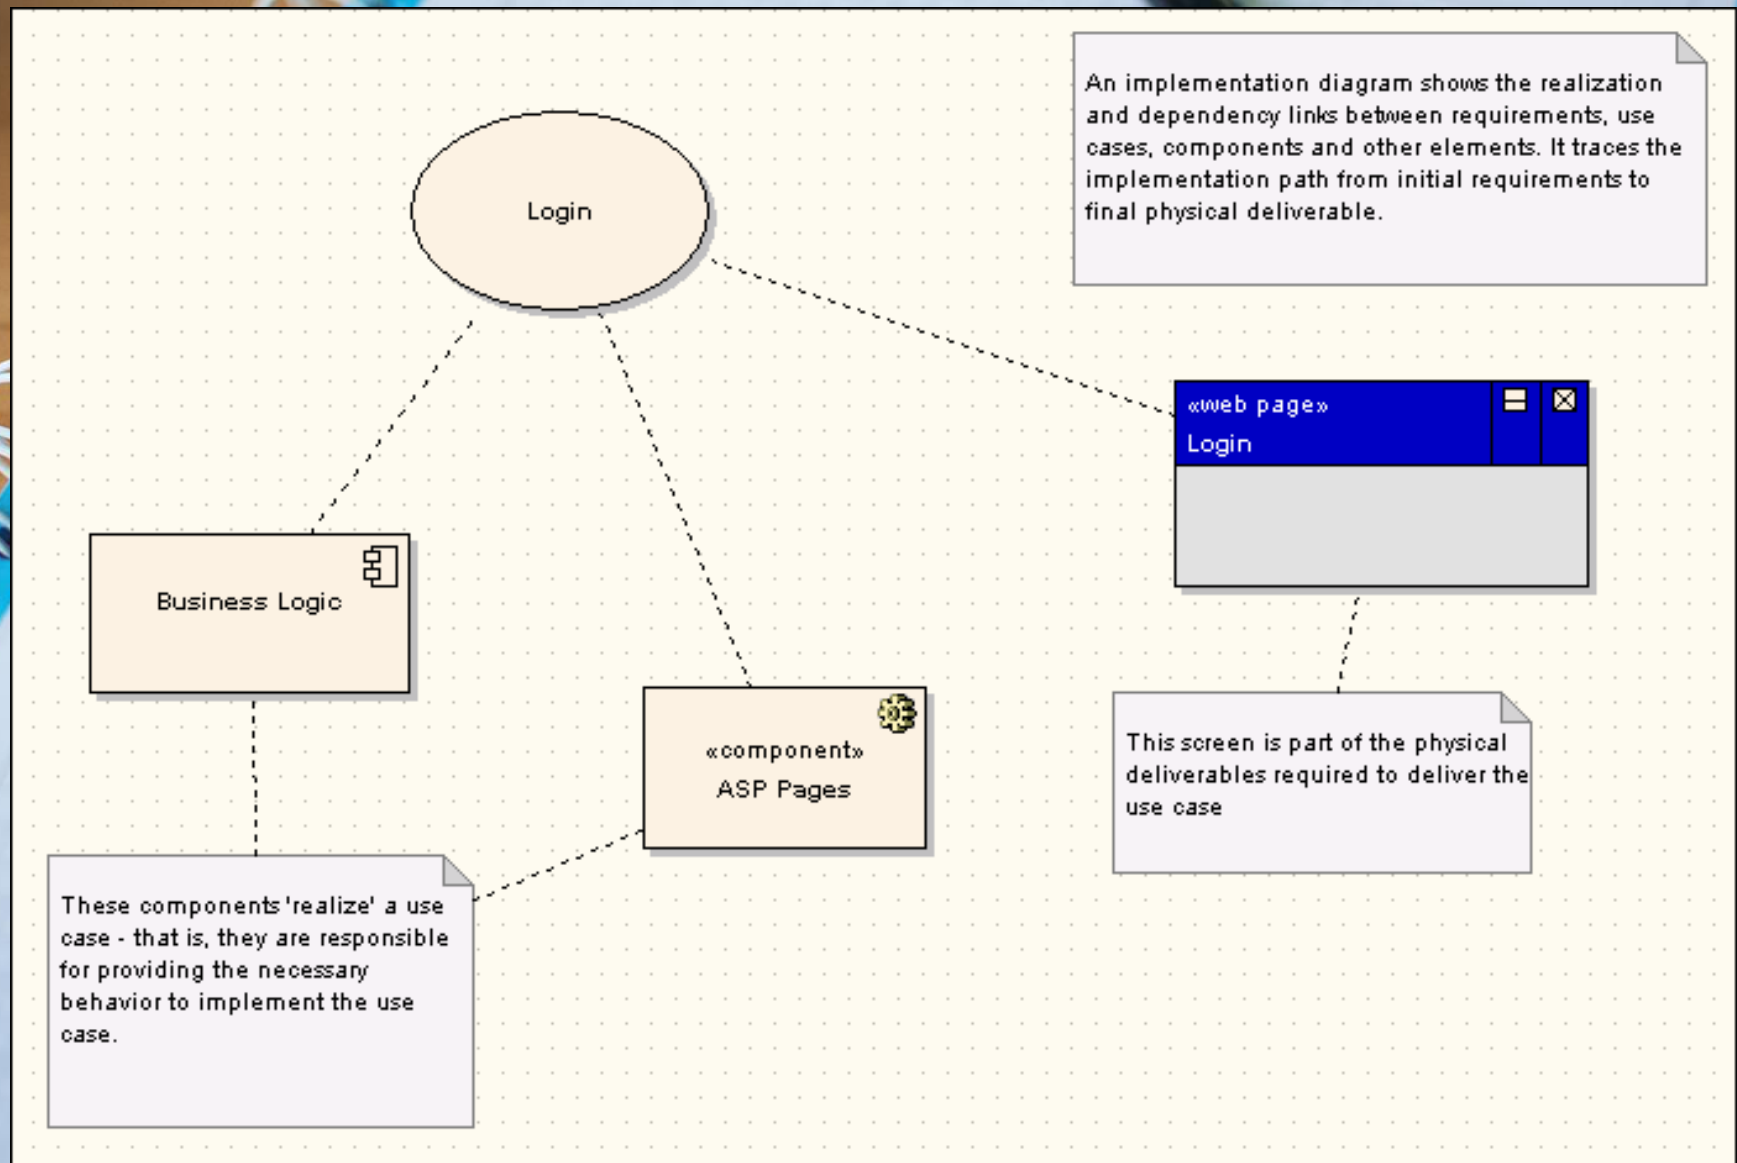 An implementation diagram shows the realization
and dependency links between requirements, use
cases, components and other elements. It traces the
implementation path from initial requirements to
final physical deliverable.
Login
«web page»
Login
Business Logic
«component»
ASP Pages
This screen is part of the physical
deliverables required to deliver the
use case
These components 'realize' a use
case - that is, they are responsible
for providing the necessary
behavior to implement the use
case.